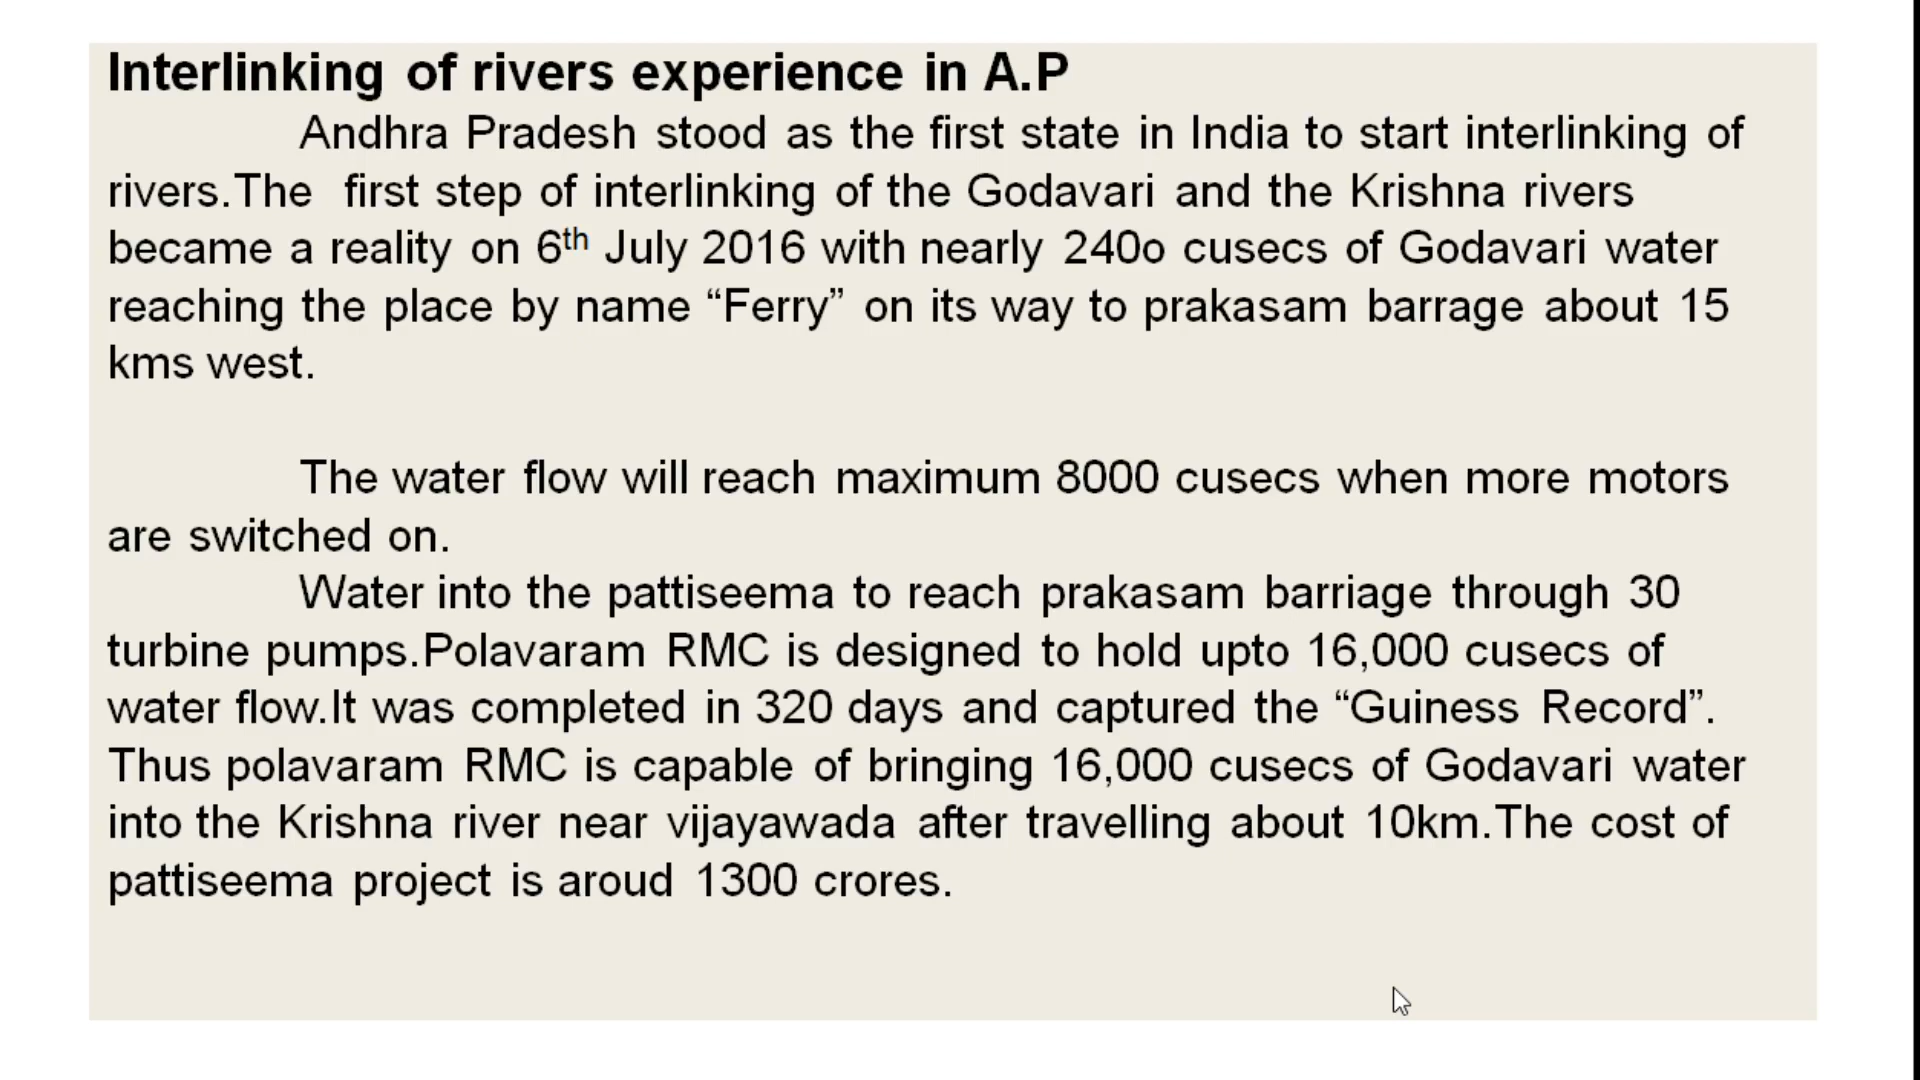 Interlinking of rivers experience in A.P
Andhra Pradesh stood as the first state in India to start interlinking of
rivers.The first step of interlinking of the Godavari and the Krishna rivers
became a reality on 6th July 2016 with nearly 240o cusecs of Godavari water
reaching the place by name “Ferry” on its way to prakasam barrage about 15
kms west.
The water flow will reach maximum 8000 cusecs when more motors
are switched on.
Water into the pattiseema to reach prakasam barriage through 30
turbine pumps.Polavaram RMC is designed to hold upto 16,000 cusecs of
water flow.It was completed in 320 days and captured the “Guiness Record”.
Thus polavaram RMC is capable of bringing 16,000 cusecs of Godavari water
into the Krishna river near vijayawada after travelling about 10km.The cost of
pattiseema project is aroud 1300 crores.